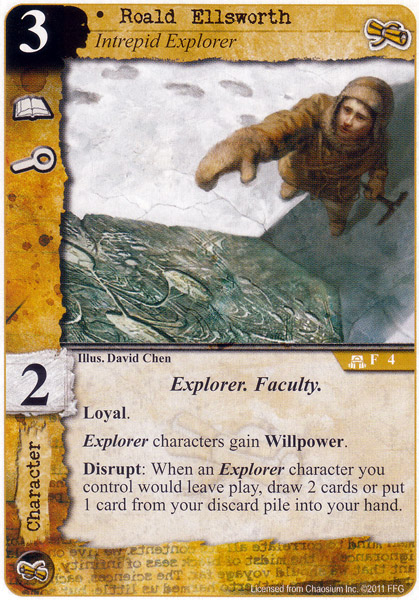 3
• Roald Ellsworth
Intrepid Explorer
Illus. David Chen
F 4
2
Explorer. Faculty.
Loyal.
Explorer characters gain Willpower.
Disrupt: When an Explorer character you
control would leave play, draw 2 cards or put
1 card from your discard pile into your hand.
Character
Licensed from Chaosium Inc. ©2011 FFG